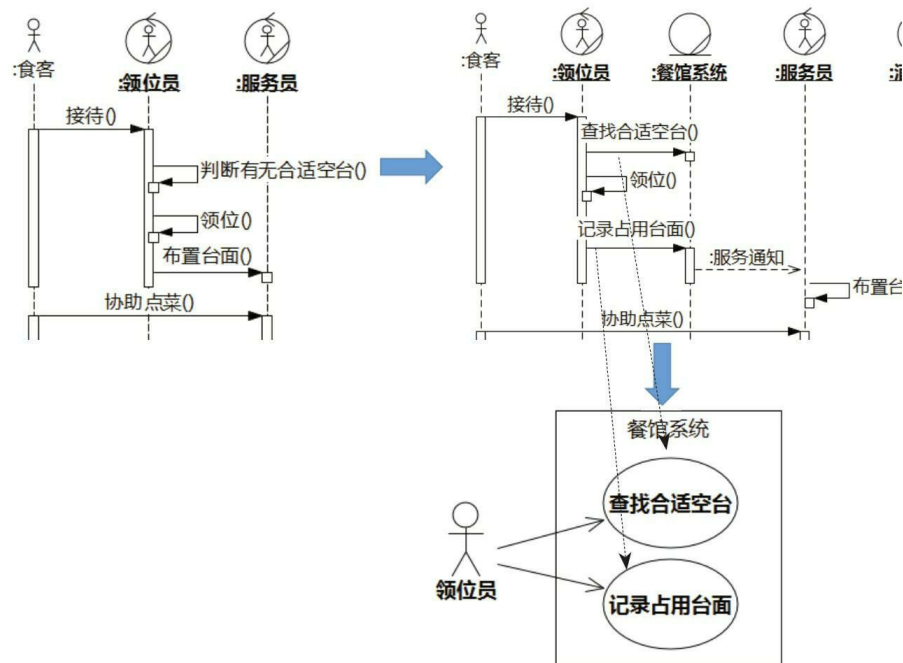 :食客
:领位员
:服务员
接待()
判断有无合适空台()
领位()
布置台面()
协助点菜()
:食客
:领位员
:餐馆系统
:服务员
接待()
查找合适空台()
领位()
记录占用台面()
:服务通知
布置台
协助点菜()
餐馆系统
查找合适空台
记录占用台面
领位员